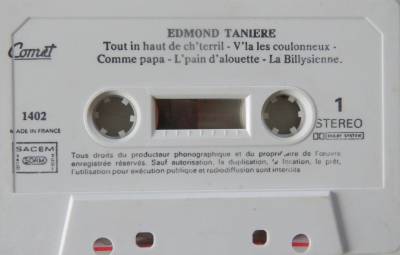 EDMOND TANIERE
Tout in haut de ch'terril - V'la les coulonneux -
Comme papa - L'pain d'alouette - La Billysienne.
Comet
1402
MADE IN FRANCE
1
STEREO
DOLBY SYSTEM
SACEM
SDRM
Tous droits du producteur phonographique et du propriétaire de l'œuvre
enregistrée réservés. Sauf autorisation, la duplication, la location, le prêt,
l'utilisation pour exécution publique et radiodiffusion sont interdits